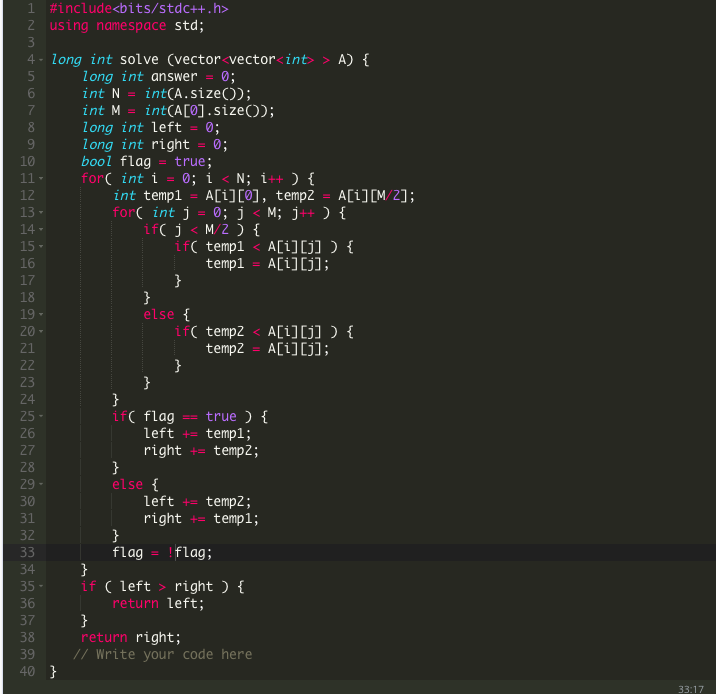 1 #include<bits/stdc++.h>
2 using namespace std;
3
4 long int solve (vector<vector<int> > A) {
5     long int answer = 0;
6     int N = int(A.size());
7     int M = int(A[0].size());
8     long int left = 0;
9     long int right = 0;
10     bool flag = true;
11     for( int i = 0; i < N; i++ ) {
12         int temp1 = A[i][0], temp2 = A[i][M/2];
13         for( int j = 0; j < M; j++ ) {
14             if( j < M/2 ) {
15                 if( temp1 < A[i][j] ) {
16                     temp1 = A[i][j];
17                 }
18             }
19             else {
20                 if( temp2 < A[i][j] ) {
21                     temp2 = A[i][j];
22                 }
23             }
24         }
25         if( flag == true ) {
26             left += temp1;
27             right += temp2;
28         }
29         else {
30             left += temp2;
31             right += temp1;
32         }
33         flag = !flag;
34     }
35     if ( left > right ) {
36         return left;
37     }
38     return right;
39    // Write your code here
40 }
33:17